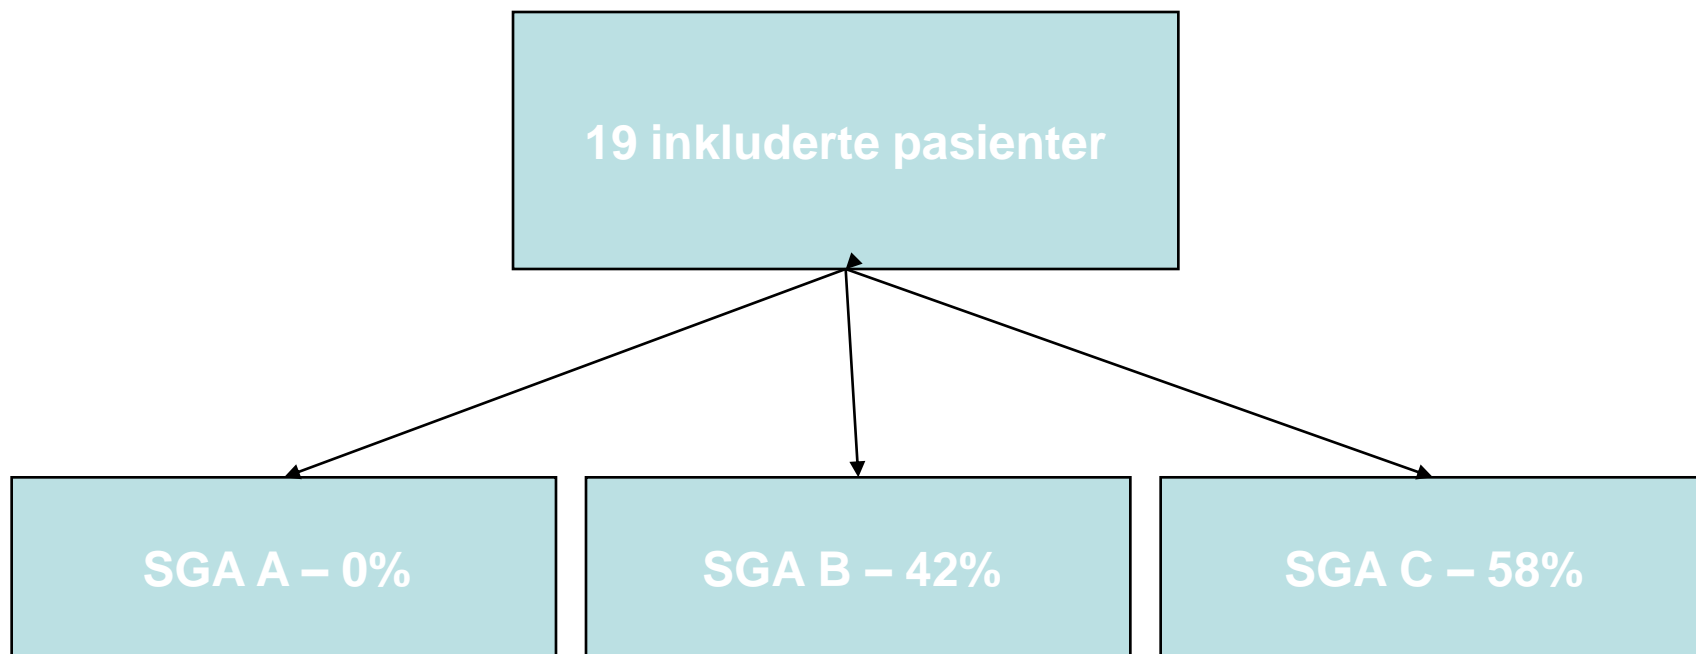 19 inkluderte pasienter
SGA A – 0%
SGA B – 42%
SGA C – 58%